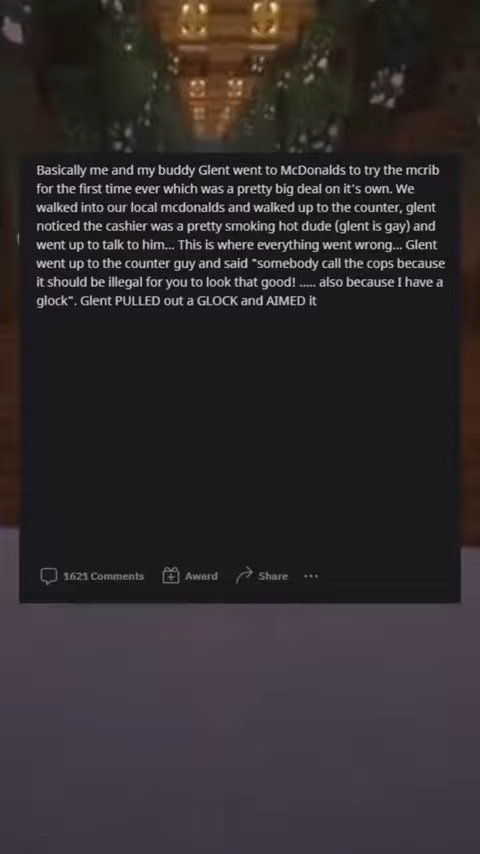 Basically me and my buddy Glent went to McDonalds to try the mcrib
for the first time ever which was a pretty big deal on it's own. We
walked into our local mcdonalds and walked up to the counter, glent
noticed the cashier was a pretty smoking hot dude (glent is gay) and
went up to talk to him... This is where everything went wrong... Glent
went up to the counter guy and said "somebody call the cops because
it should be illegal for you to look that good! ..... also because I have a
glock". Glent PULLED out a GLOCK and AIMED it
1621 Comments Award Share ...